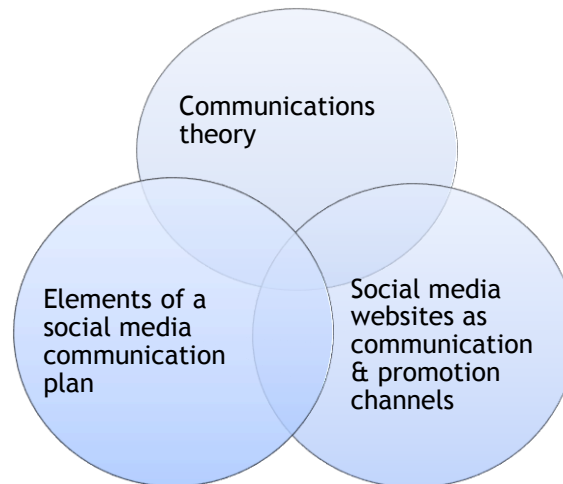 Communications
theory
Elements of a
social media
communication
plan
Social media
websites as
communication
& promotion
channels